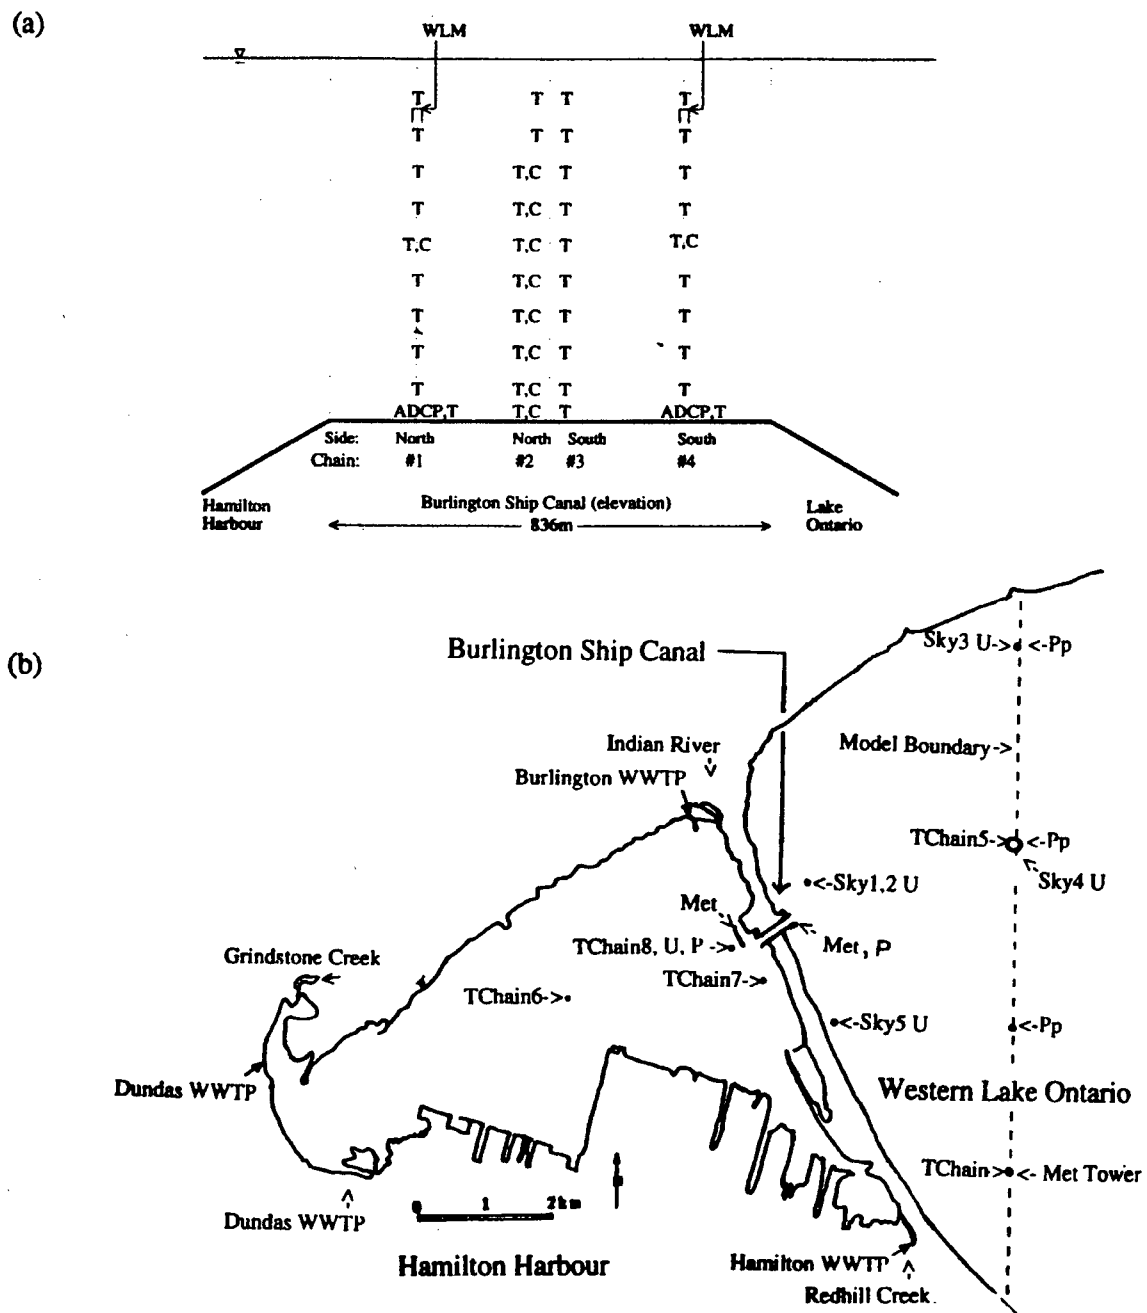 (a)
WLM WLM
T T T T
T T T T
T T,C T T
T T,C T T
T,C T,C T T,C
T T,C T T
T T,C T T
T T,C T T
T T,C T T
ADCP,T T,C T ADCP,T
Side: North North South South
Chain: #1 #2 #3 #4
Hamilton Harbour
Burlington Ship Canal (elevation)
836m
Lake Ontario
(b)
Burlington Ship Canal
Sky3 U-> <-Pp
Indian River
Model Boundary->
Burlington WWTP
TChain5-> <-Pp
<-Sky1,2 U
Sky4 U
Met
Met, P
TChain8, U, P ->
Grindstone Creek
TChain7->
TChain6->
<-Sky5 U
<-Pp
Dundas WWTP
Western Lake Ontario
TChain-> <- Met Tower
0 1 2km
Dundas WWTP
Hamilton Harbour
Hamilton WWTP
Redhill Creek